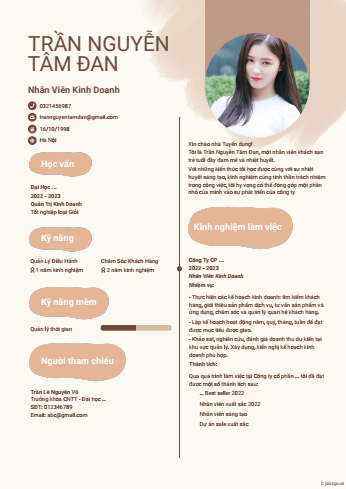 TRẦN NGUYỄN
TÂM ĐAN
Nhân Viên Kinh Doanh
0321456987
trannguyentamdan@gmail.com
16/10/1998
Hà Nội
Học vấn
Đại Học ....
2022 - 2023
Quản Trị Kinh Doanh
Tốt nghiệp loại Giỏi
Kỹ năng
Quản Lý Điều Hành
1 năm kinh nghiệm
Chăm Sóc Khách Hàng
2 năm kinh nghiệm
Kỹ năng mềm
Quản lý thời gian
Người tham chiếu
Trần Lê Nguyên Vũ
Trưởng khoa CNTT - Đại học ...
SĐT: 012346789
Email: abc@gmail.com
Xin chào nhà Tuyển dụng!
Tôi là Trần Nguyễn Tâm Đan, một nhân viên khách sạn
trẻ tuổi đầy đam mê và nhiệt huyết.
Với những kiến thức tôi học được cùng với sự nhiệt
huyết sáng tạo, kinh nghiệm cùng tinh thần trách nhiệm
trong công việc, tôi hy vọng có thể đóng góp một phần
nhỏ của mình vào sự phát triển của công ty
Kinh nghiệm làm việc
Công Ty CP ....
2022 - 2023
Nhân Viên Kinh Doanh
Nhiệm vụ:
- Thực hiện các kế hoạch kinh doanh: tìm kiếm khách
hàng, giới thiệu sản phẩm dịch vụ, tư vấn sản phẩm và
ứng dụng, chăm sóc và quản lý quan hệ khách hàng.
- Lập kế hoạch hoạt động năm, quý, tháng, tuần để đạt
được mục tiêu được giao.
- Khảo sát, nghiên cứu, đánh giá doanh thu dự kiến tại
khu vực quản lý. Xây dựng, kiến nghị kế hoạch kinh
doanh phù hợp.
Thành tích:
Qua quá trình làm việc tại Công ty cổ phần ... tôi đã đạt
được một số thành tích sau:
... Best seller 2022
Nhân viên xuất sắc 2022
Nhân viên sáng tạo
Dự án sale xuất sắc